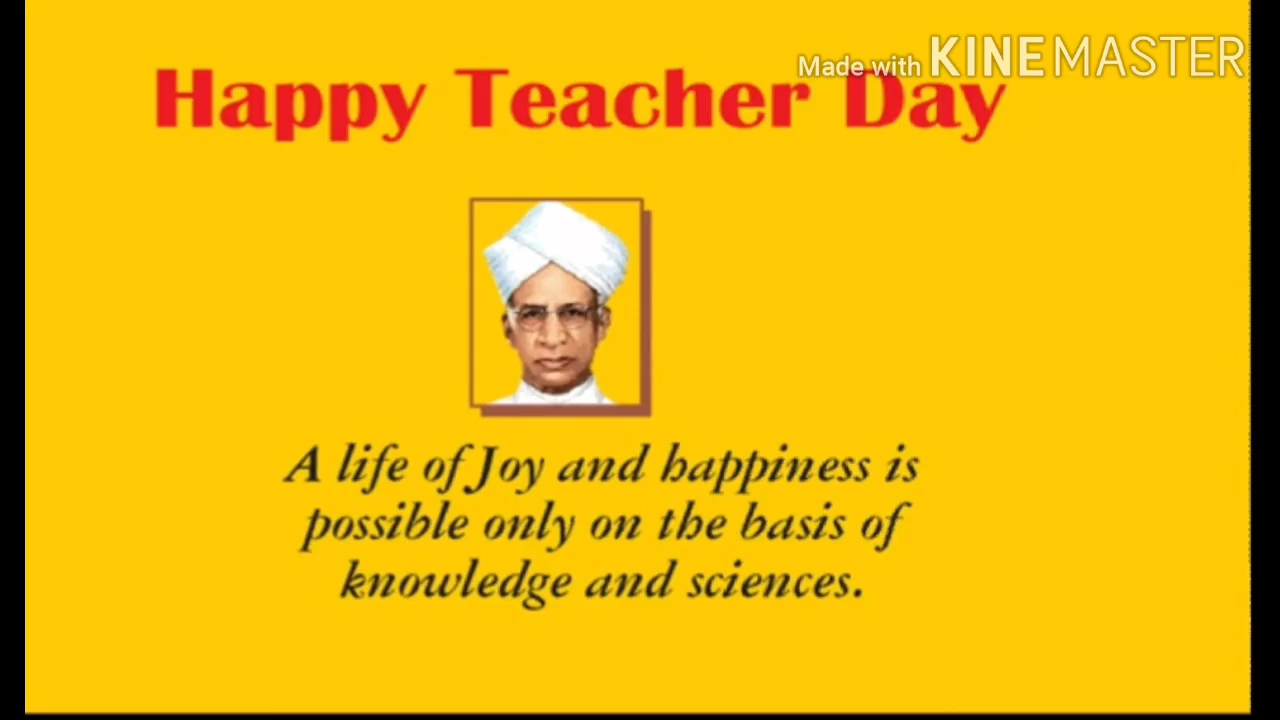 Made with KINEMASTER
Happy Teacher Day
A life of Joy and happiness is
possible only on the basis of
knowledge and sciences.